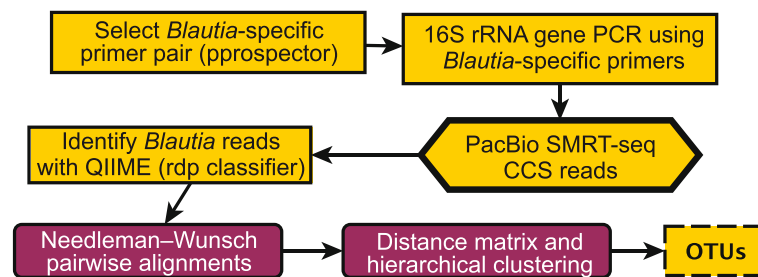 Select Blautia-specific
primer pair (pprospector)
16S rRNA gene PCR using
Blautia-specific primers
PacBio SMRT-seq
CCS reads
Identify Blautia reads
with QIIME (rdp classifier)
Needleman–Wunsch
pairwise alignments
Distance matrix and
hierarchical clustering
OTUs